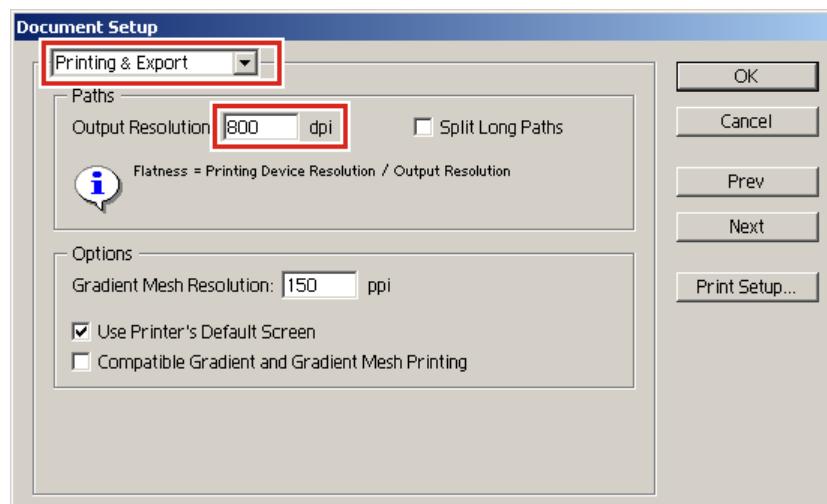 Document Setup
Printing & Export
Paths
Output Resolution 800 dpi
Split Long Paths
Flatness = Printing Device Resolution / Output Resolution
Options
Gradient Mesh Resolution: 150 ppi
Use Printer's Default Screen
Compatible Gradient and Gradient Mesh Printing
OK
Cancel
Prev
Next
Print Setup...